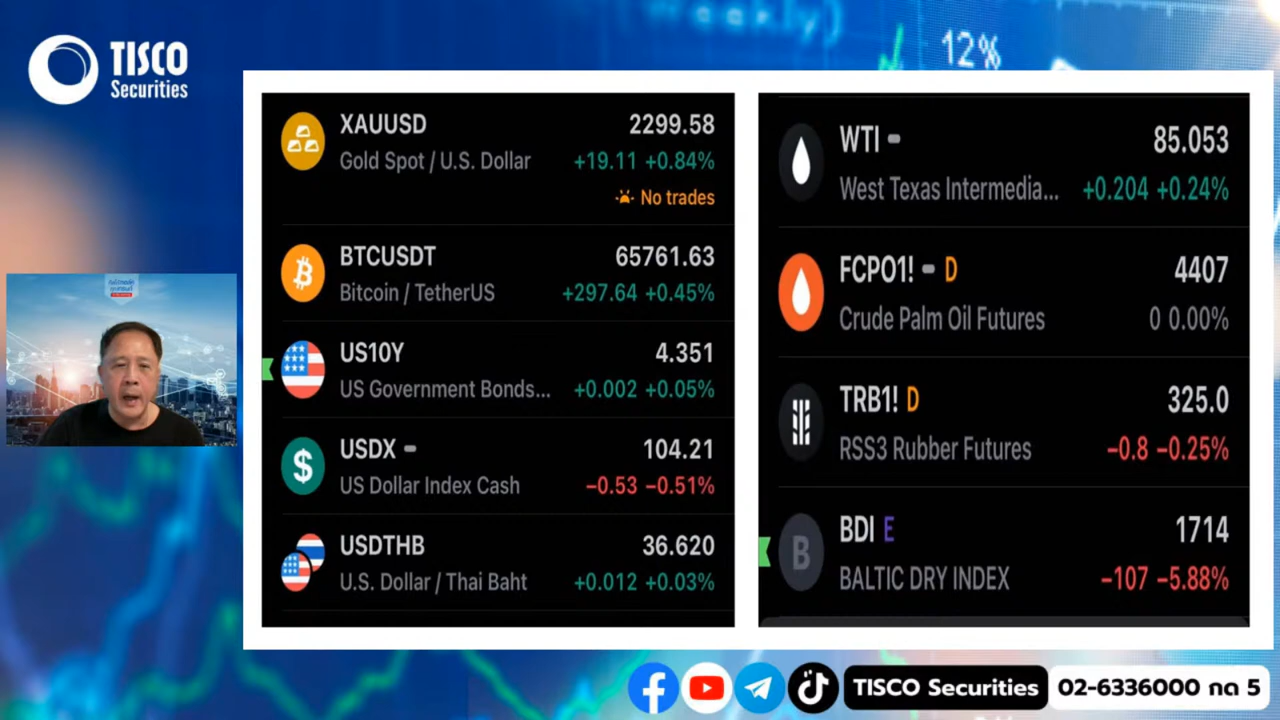 TISCO
Securities
(Weekly)
12%
XAUUSD 2299.58
Gold Spot / U.S. Dollar +19.11 +0.84%
No trades
BTCUSDT 65761.63
Bitcoin / TetherUS +297.64 +0.45%
US10Y 4.351
US Government Bonds... +0.002 +0.05%
USDX 104.21
US Dollar Index Cash −0.53 −0.51%
USDTHB 36.620
U.S. Dollar / Thai Baht +0.012 +0.03%
WTI 85.053
West Texas Intermedia... +0.204 +0.24%
FCPO1! D 4407
Crude Palm Oil Futures 0 0.00%
TRB1! D 325.0
RSS3 Rubber Futures −0.8 −0.25%
B BDI E 1714
BALTIC DRY INDEX −107 −5.88%
TISCO Securities 02-6336000 กด 5